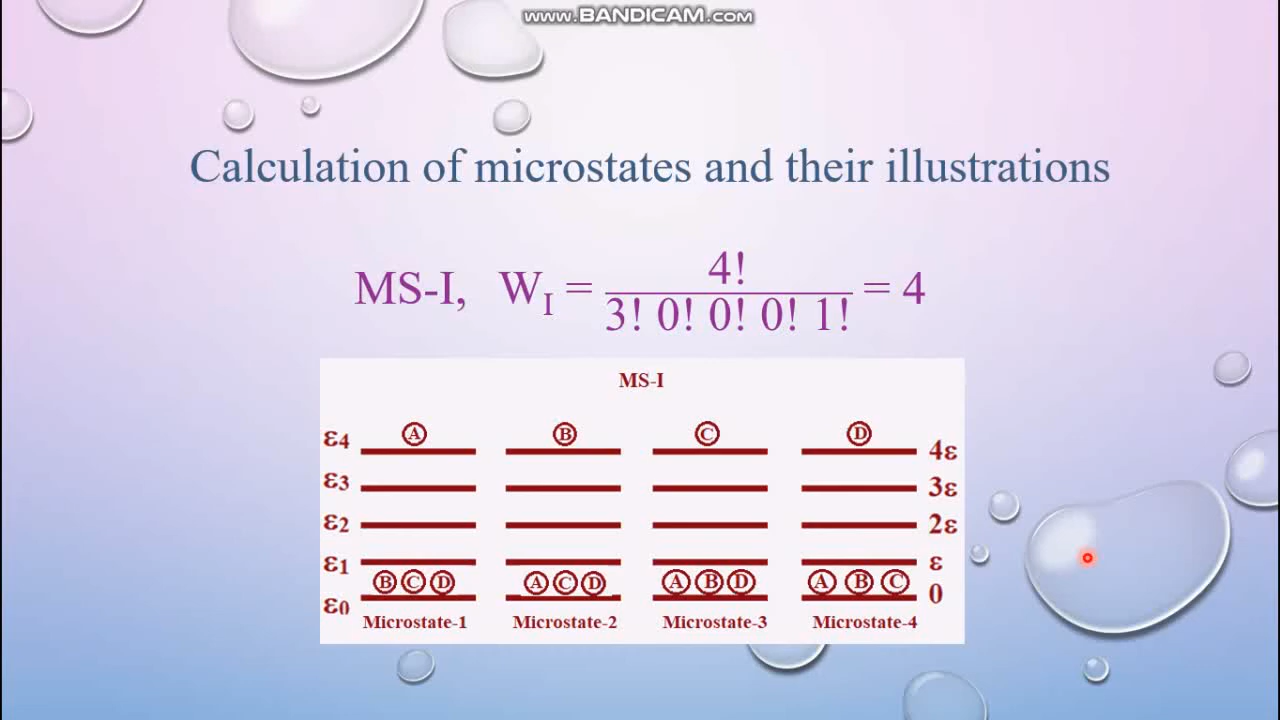 www.BANDICAM.com
Calculation of microstates and their illustrations
MS-I, W_I = 4! / 3! 0! 0! 0! 1! = 4
MS-I
ε4 Ⓐ Ⓑ Ⓒ Ⓓ 4ε
ε3 3ε
ε2 2ε
ε1 ε
ε0 Ⓑ Ⓒ Ⓓ Ⓐ Ⓒ Ⓓ Ⓐ Ⓑ Ⓓ Ⓐ Ⓑ Ⓒ 0
Microstate-1 Microstate-2 Microstate-3 Microstate-4